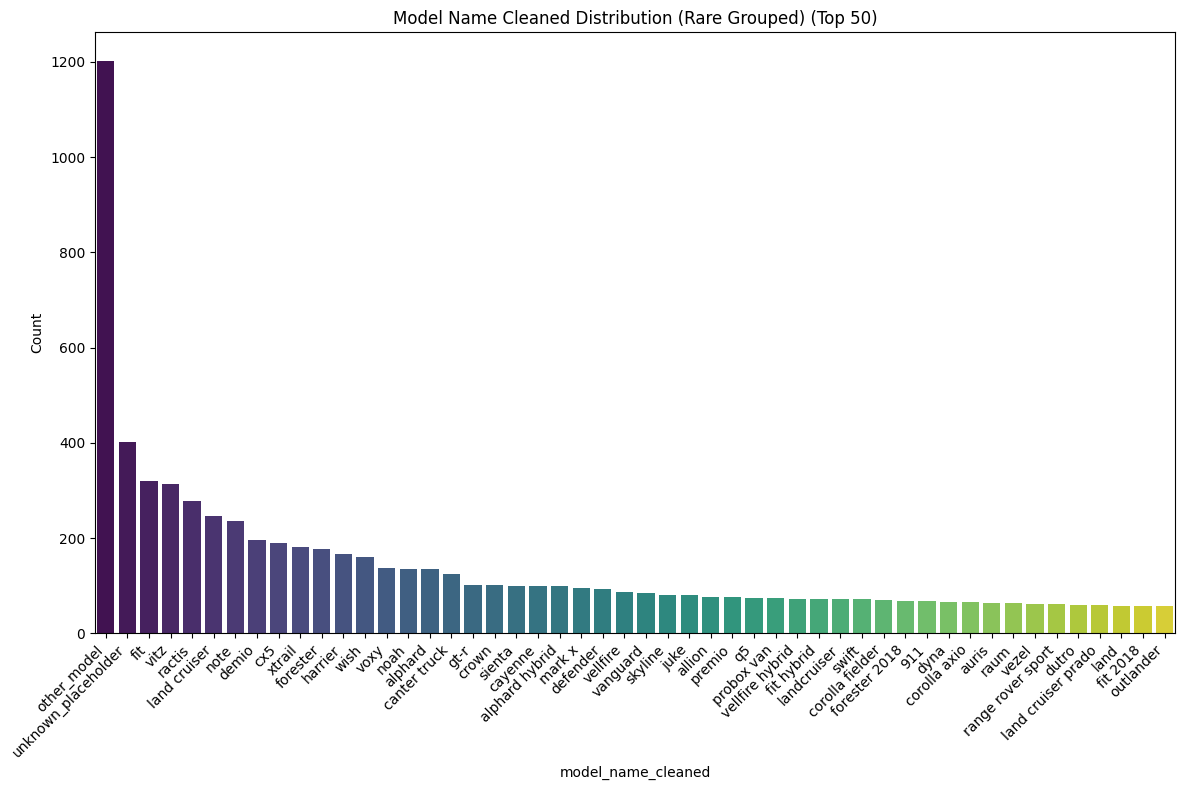 Model Name Cleaned Distribution (Rare Grouped) (Top 50)
Count
1200
1000
800
600
400
200
0
other_model
unknown_placeholder
fit
vitz
ractis
land cruiser
note
demio
cx5
xtrail
forester
harrier
wish
voxy
noah
alphard
canter truck
gt-r
crown
sienta
cayenne
alphard hybrid
mark x
defender
vellfire
vanguard
skyline
juke
allion
premio
q5
probox van
vellfire hybrid
fit hybrid
landcruiser
swift
corolla fielder
forester 2018
911
dyna
corolla axio
auris
raum
vezel
range rover sport
dutro
land cruiser prado
land
fit 2018
outlander
model_name_cleaned